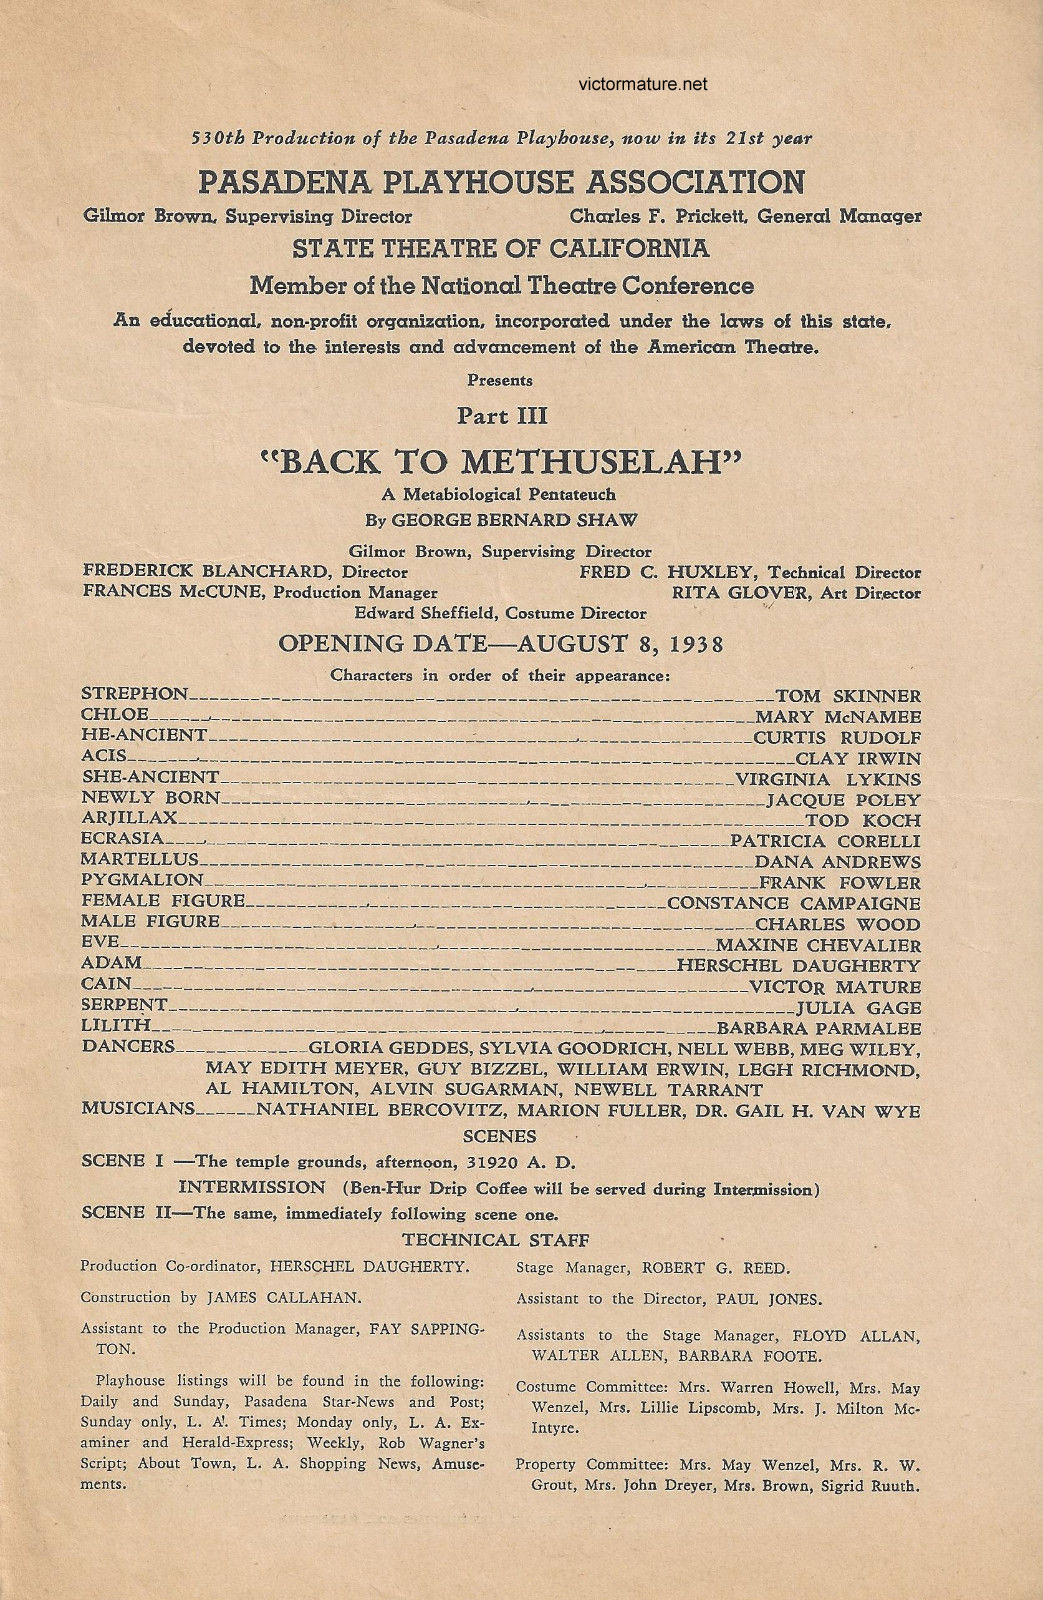 victormature.net
530th Production of the Pasadena Playhouse, now in its 21st year
PASADENA PLAYHOUSE ASSOCIATION
Gilmor Brown, Supervising Director Charles F. Prickett, General Manager
STATE THEATRE OF CALIFORNIA
Member of the National Theatre Conference
An educational, non-profit organization, incorporated under the laws of this state,
devoted to the interests and advancement of the American Theatre.
Presents
Part III
"BACK TO METHUSELAH"
A Metabiological Pentateuch
By GEORGE BERNARD SHAW
Gilmor Brown, Supervising Director
FREDERICK BLANCHARD, Director FRED C. HUXLEY, Technical Director
FRANCES McCUNE, Production Manager RITA GLOVER, Art Director
Edward Sheffield, Costume Director
OPENING DATE—AUGUST 8, 1938
Characters in order of their appearance:
STREPHON TOM SKINNER
CHLOE MARY McNAMEE
HE-ANCIENT CURTIS RUDOLF
ACIS CLAY IRWIN
SHE-ANCIENT VIRGINIA LYKINS
NEWLY BORN JACQUE POLEY
ARJILLAX TOD KOCH
ECRASIA PATRICIA CORELLI
MARTELLUS DANA ANDREWS
PYGMALION FRANK FOWLER
FEMALE FIGURE CONSTANCE CAMPAIGNE
MALE FIGURE CHARLES WOOD
EVE MAXINE CHEVALIER
ADAM HERSCHEL DAUGHERTY
CAIN VICTOR MATURE
SERPENT JULIA GAGE
LILITH BARBARA PARMALEE
DANCERS GLORIA GEDDES, SYLVIA GOODRICH, NELL WEBB, MEG WILEY,
MAY EDITH MEYER, GUY BIZZEL, WILLIAM ERWIN, LEGH RICHMOND,
AL HAMILTON, ALVIN SUGARMAN, NEWELL TARRANT
MUSICIANS NATHANIEL BERCOVITZ, MARION FULLER, DR. GAIL H. VAN WYE
SCENES
SCENE I —The temple grounds, afternoon, 31920 A. D.
INTERMISSION (Ben-Hur Drip Coffee will be served during Intermission)
SCENE II—The same, immediately following scene one.
TECHNICAL STAFF
Production Co-ordinator, HERSCHEL DAUGHERTY.
Construction by JAMES CALLAHAN.
Assistant to the Production Manager, FAY SAPPING-
TON.
Playhouse listings will be found in the following:
Daily and Sunday, Pasadena Star-News and Post;
Sunday only, L. A. Times; Monday only, L. A. Ex-
aminer and Herald-Express; Weekly, Rob Wagner's
Script; About Town, L. A. Shopping News, Amuse-
ments.
Stage Manager, ROBERT G. REED.
Assistant to the Director, PAUL JONES.
Assistants to the Stage Manager, FLOYD ALLAN,
WALTER ALLEN, BARBARA FOOTE.
Costume Committee: Mrs. Warren Howell, Mrs. May
Wenzel, Mrs. Lillie Lipscomb, Mrs. J. Milton Mc-
Intyre.
Property Committee: Mrs. May Wenzel, Mrs. R. W.
Grout, Mrs. John Dreyer, Mrs. Brown, Sigrid Ruuth.